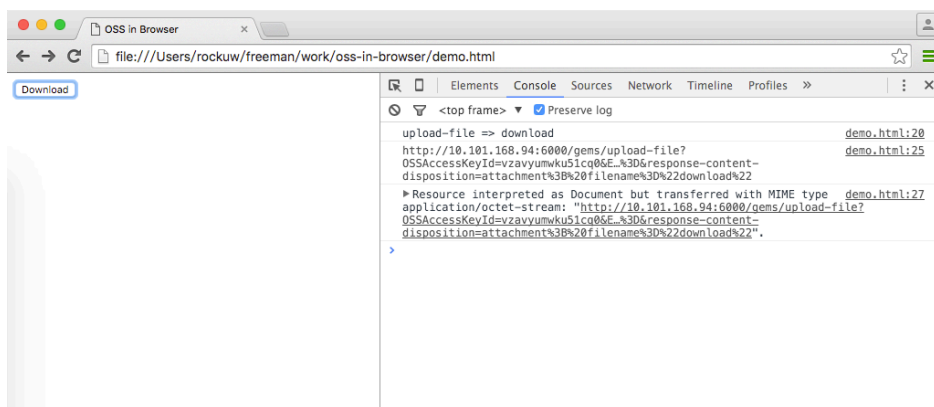 OSS in Browser
file:///Users/rockuw/freeman/work/oss-in-browser/demo.html
Download
Elements Console Sources Network Timeline Profiles »
<top frame> ▼ Preserve log
upload-file => download demo.html:20
http://10.101.168.94:6000/gems/upload-file? demo.html:25
OSSAccessKeyId=vzavyumwku51cq0&E…%3D&response-content-
disposition=attachment%3B%20filename%3D%22download%22
Resource interpreted as Document but transferred with MIME type demo.html:27
application/octet-stream: "http://10.101.168.94:6000/gems/upload-file?
OSSAccessKeyId=vzavyumwku51cq0&E…%3D&response-content-
disposition=attachment%3B%20filename%3D%22download%22".